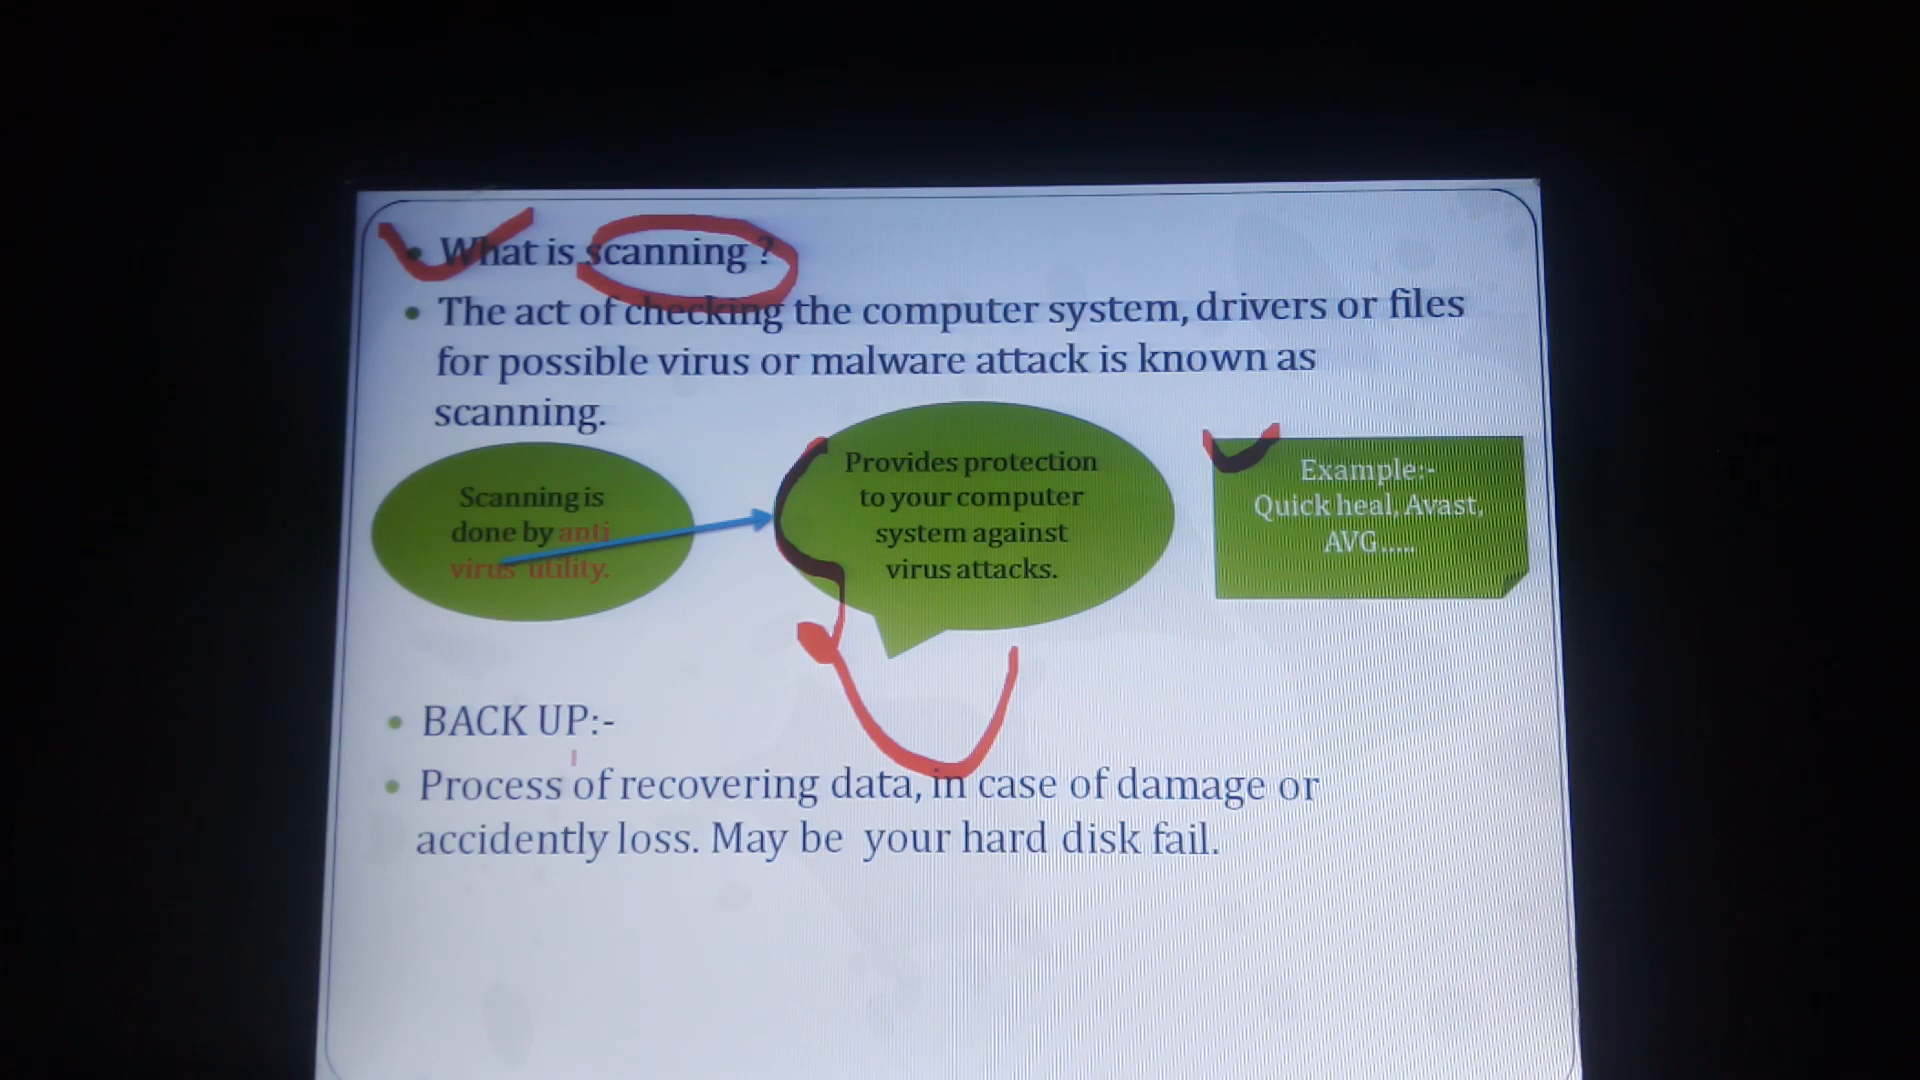 What is scanning ?
The act of checking the computer system, drivers or files
for possible virus or malware attack is known as
scanning.
Scanning is
done by anti
virus utility.
Provides protection
to your computer
system against
virus attacks.
Example:-
Quick heal, Avast,
AVG.....
BACK UP:-
Process of recovering data, in case of damage or
accidently loss. May be your hard disk fail.